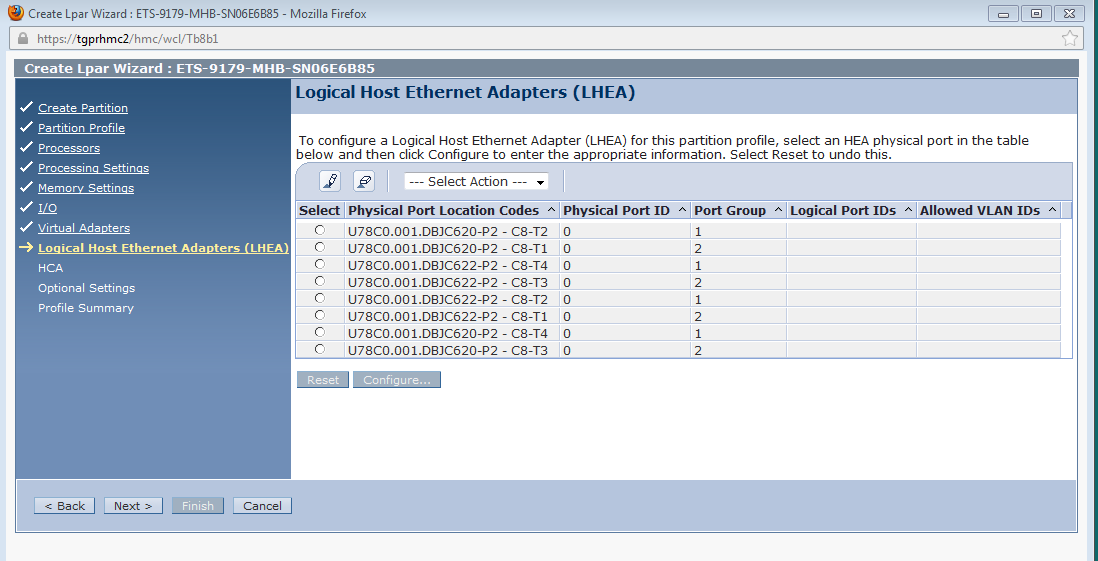 Create Lpar Wizard : ETS-9179-MHB-SN06E6B85 - Mozilla Firefox
https://tgprhmc2/hmc/wcl/Tb8b1
Create Lpar Wizard : ETS-9179-MHB-SN06E6B85
Create Partition
Partition Profile
Processors
Processing Settings
Memory Settings
I/O
Virtual Adapters
Logical Host Ethernet Adapters (LHEA)
HCA
Optional Settings
Profile Summary
Logical Host Ethernet Adapters (LHEA)
To configure a Logical Host Ethernet Adapter (LHEA) for this partition profile, select an HEA physical port in the table
below and then click Configure to enter the appropriate information. Select Reset to undo this.
--- Select Action ---
Select Physical Port Location Codes Physical Port ID Port Group Logical Port IDs Allowed VLAN IDs
U78C0.001.DBJC620-P2 - C8-T2 0 1
U78C0.001.DBJC620-P2 - C8-T1 0 2
U78C0.001.DBJC622-P2 - C8-T4 0 1
U78C0.001.DBJC622-P2 - C8-T3 0 2
U78C0.001.DBJC622-P2 - C8-T2 0 1
U78C0.001.DBJC622-P2 - C8-T1 0 2
U78C0.001.DBJC620-P2 - C8-T4 0 1
U78C0.001.DBJC620-P2 - C8-T3 0 2
Reset Configure...
< Back Next > Finish Cancel